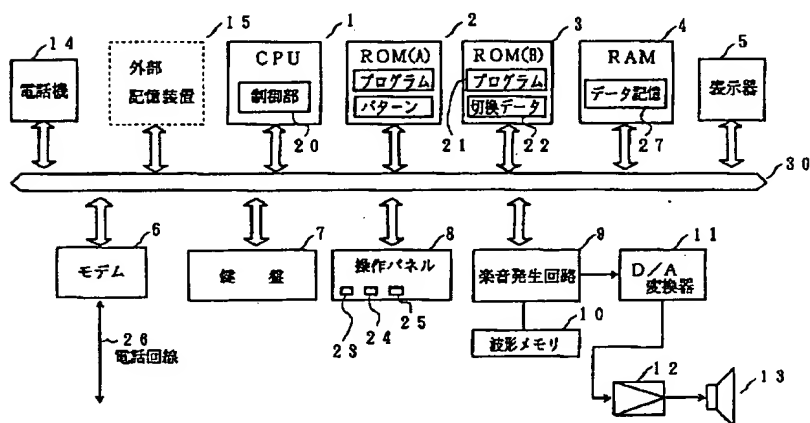 14
電話機
15
外部
記憶装置
1
CPU
制御部
20
2
ROM(A)
プログラム
パターン
3
ROM(B)
プログラム
切換データ
21
22
4
RAM
データ記憶
27
5
表示器
30
6
モデム
26
電話回線
7
鍵 盤
8
操作パネル
23
24
25
9
楽音発生回路
10
波形メモリ
11
D/A
変換器
12
13